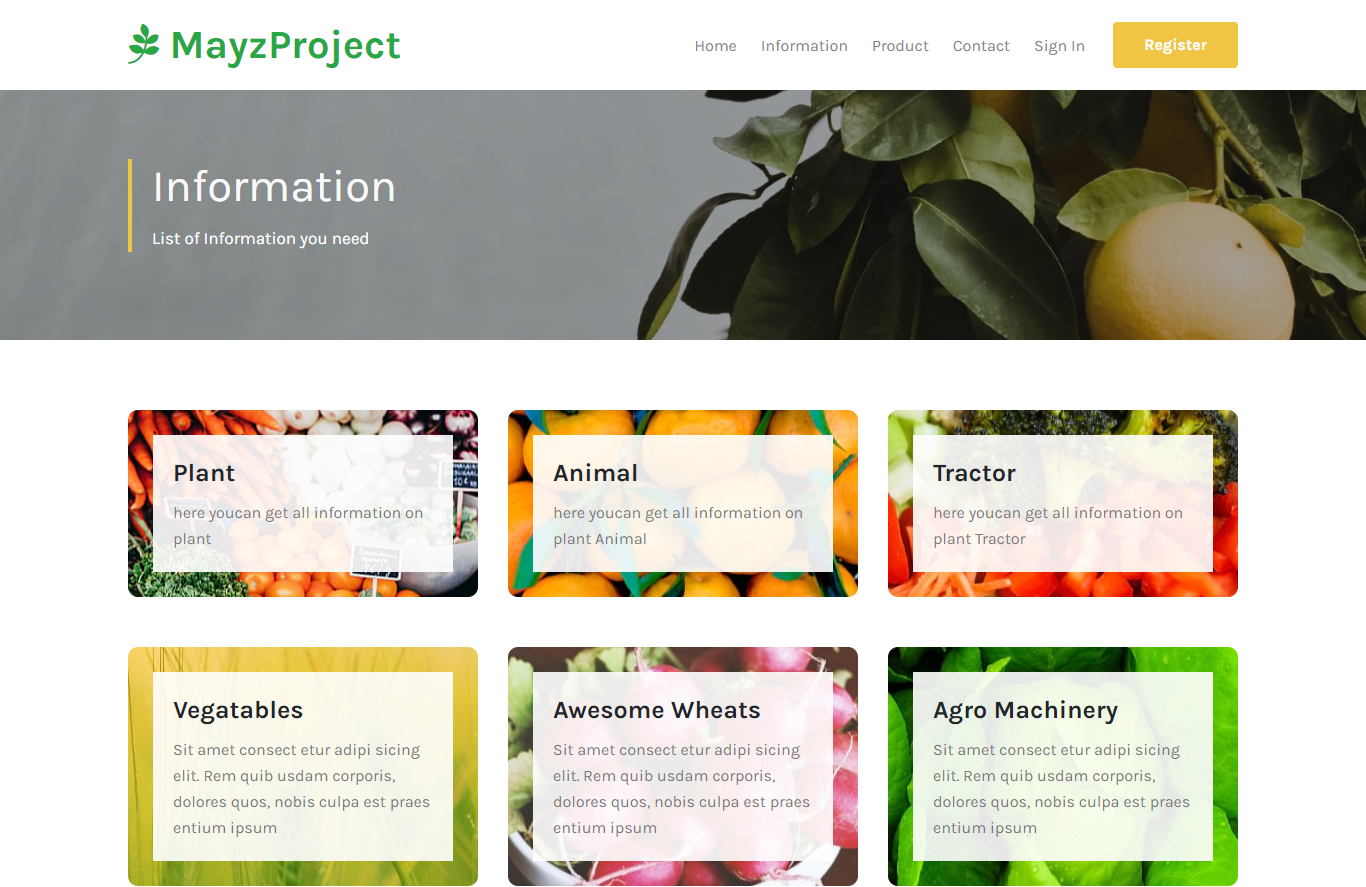 MayzProject
Home Information Product Contact Sign In Register
Information
List of Information you need
Plant
here youcan get all information on
plant
Animal
here youcan get all information on
plant Animal
Tractor
here youcan get all information on
plant Tractor
Vegatables
Sit amet consect etur adipi sicing
elit. Rem quib usdam corporis,
dolores quos, nobis culpa est praes
entium ipsum
Awesome Wheats
Sit amet consect etur adipi sicing
elit. Rem quib usdam corporis,
dolores quos, nobis culpa est praes
entium ipsum
Agro Machinery
Sit amet consect etur adipi sicing
elit. Rem quib usdam corporis,
dolores quos, nobis culpa est praes
entium ipsum